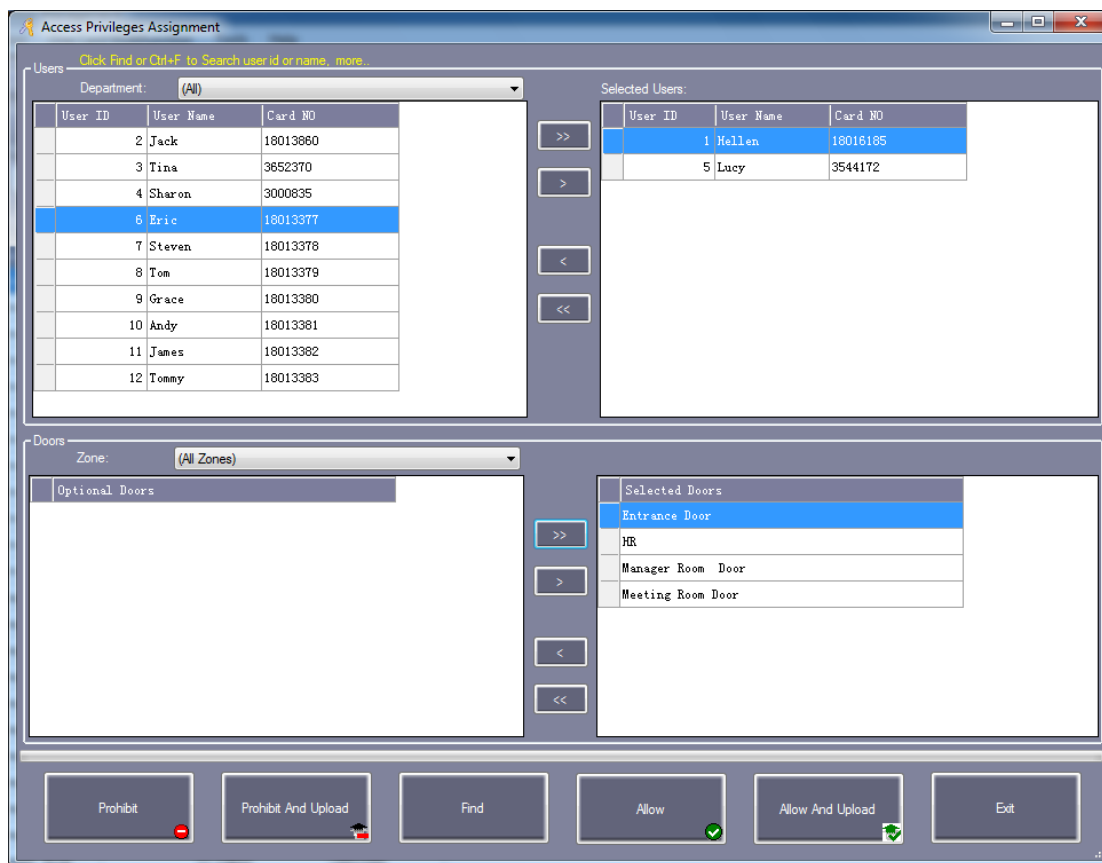 Access Privileges Assignment
Users
Click Find or Ctrl+F to Search user id or name, more..
Department: (All)
Selected Users:
User ID User Name Card NO
2 Jack 18013860
3 Tina 3652370
4 Sharon 3000835
6 Eric 18013377
7 Steven 18013378
8 Tom 18013379
9 Grace 18013380
10 Andy 18013381
11 James 18013382
12 Tommy 18013383
>>
>
<
<<
User ID User Name Card NO
1 Hellen 18016185
5 Lucy 3544172
Doors
Zone: (All Zones)
Optional Doors
>>
>
<
<<
Selected Doors
Entrance Door
HR
Manager Room Door
Meeting Room Door
Prohibit
Prohibit And Upload
Find
Allow
Allow And Upload
Exit